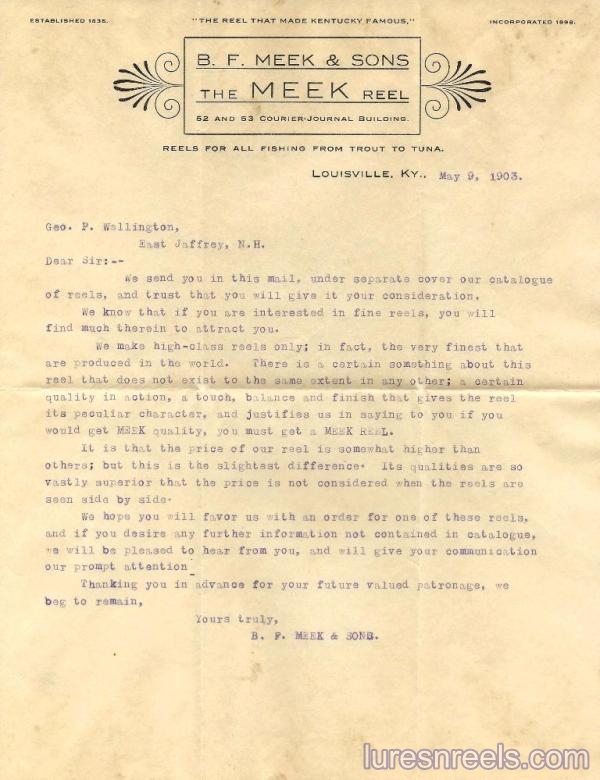 ESTABLISHED 1835. "THE REEL THAT MADE KENTUCKY FAMOUS." INCORPORATED 1898.
B. F. MEEK & SONS
THE MEEK REEL
52 AND 53 COURIER-JOURNAL BUILDING.
REELS FOR ALL FISHING FROM TROUT TO TUNA.
LOUISVILLE, KY., May 9, 1903.
Geo. P. Wellington,
East Jaffrey, N.H.
Dear Sir:--
We send you in this mail, under separate cover our catalogue
of reels, and trust that you will give it your consideration.
We know that if you are interested in fine reels, you will
find much therein to attract you.
We make high-class reels only; in fact, the very finest that
are produced in the world. There is a certain something about this
reel that does not exist to the same extent in any other; a certain
quality in action, a touch, balance and finish that gives the reel
its peculiar character, and justifies us in saying to you if you
would get MEEK quality, you must get a MEEK REEL.
It is that the price of our reel is somewhat higher than
others; but this is the slightest difference. Its qualities are so
vastly superior that the price is not considered when the reels are
seen side by side.
We hope you will favor us with an order for one of these reels,
and if you desire any further information not contained in catalogue,
we will be pleased to hear from you, and will give your communication
our prompt attention
Thanking you in advance for your future valued patronage, we
beg to remain,
Yours truly,
B. F. MEEK & SONS.
luresnreels.com